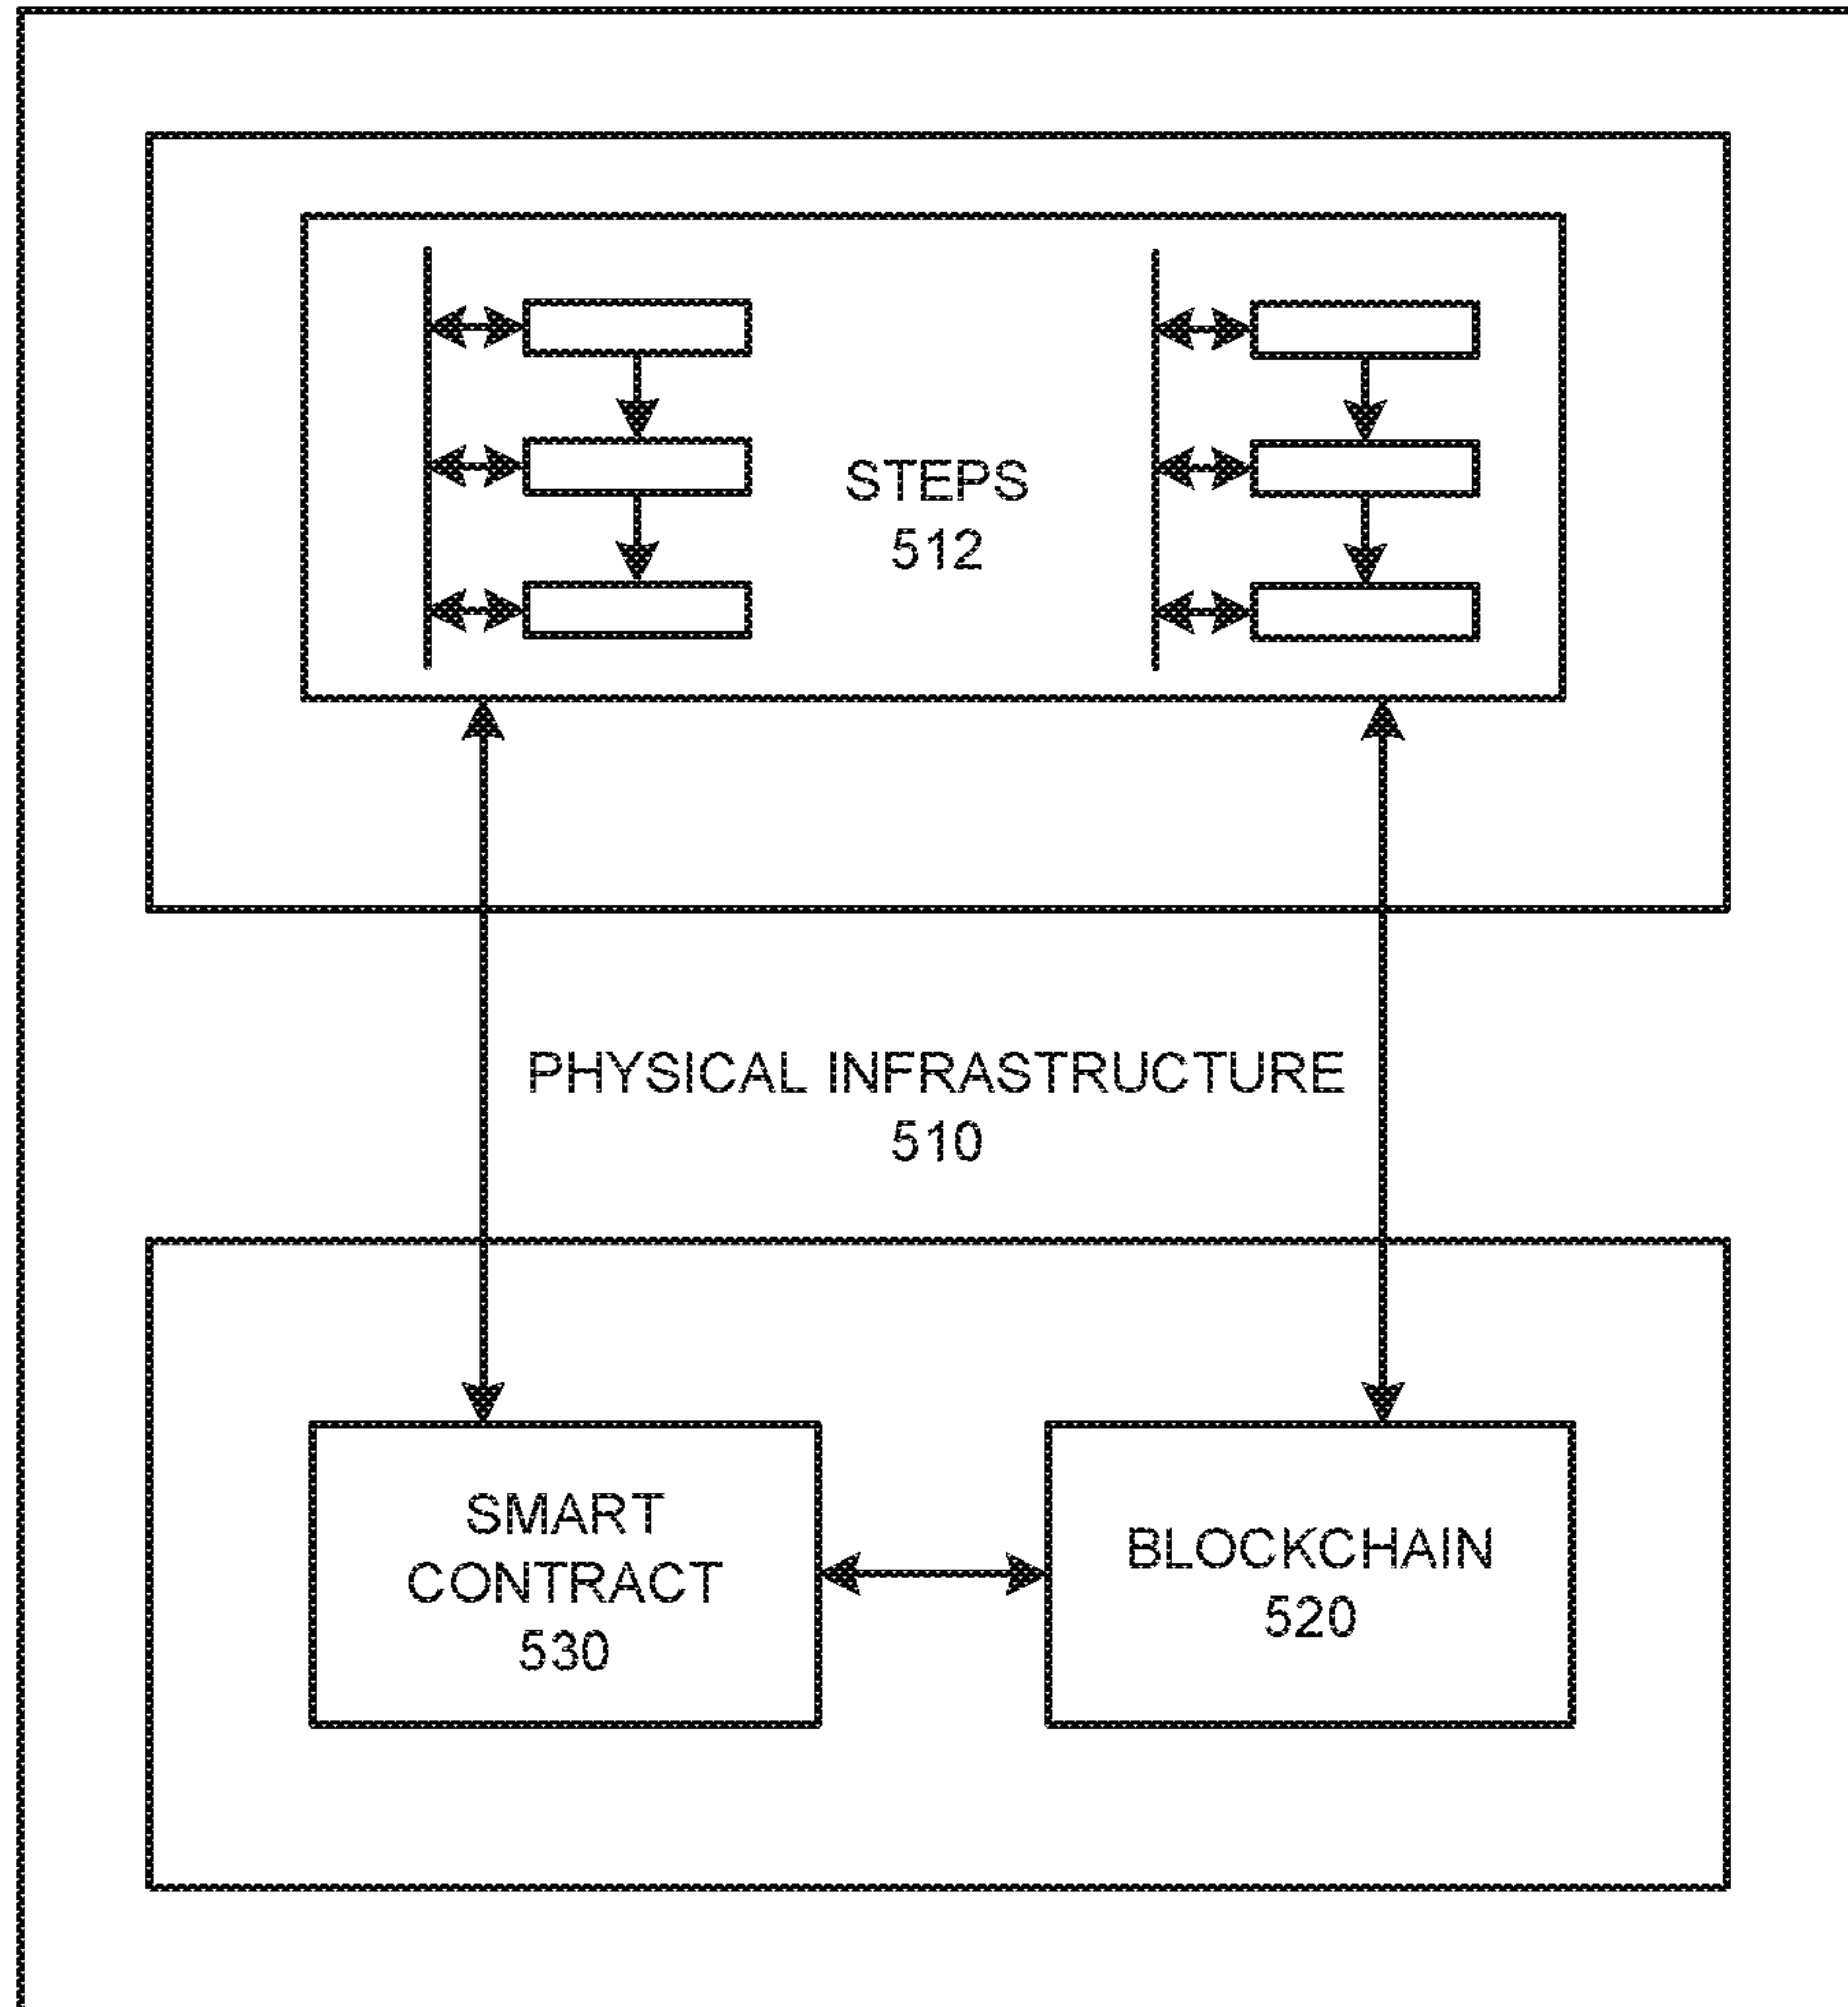 STEPS
512
PHYSICAL INFRASTRUCTURE
510
SMART
CONTRACT
530
BLOCKCHAIN
520